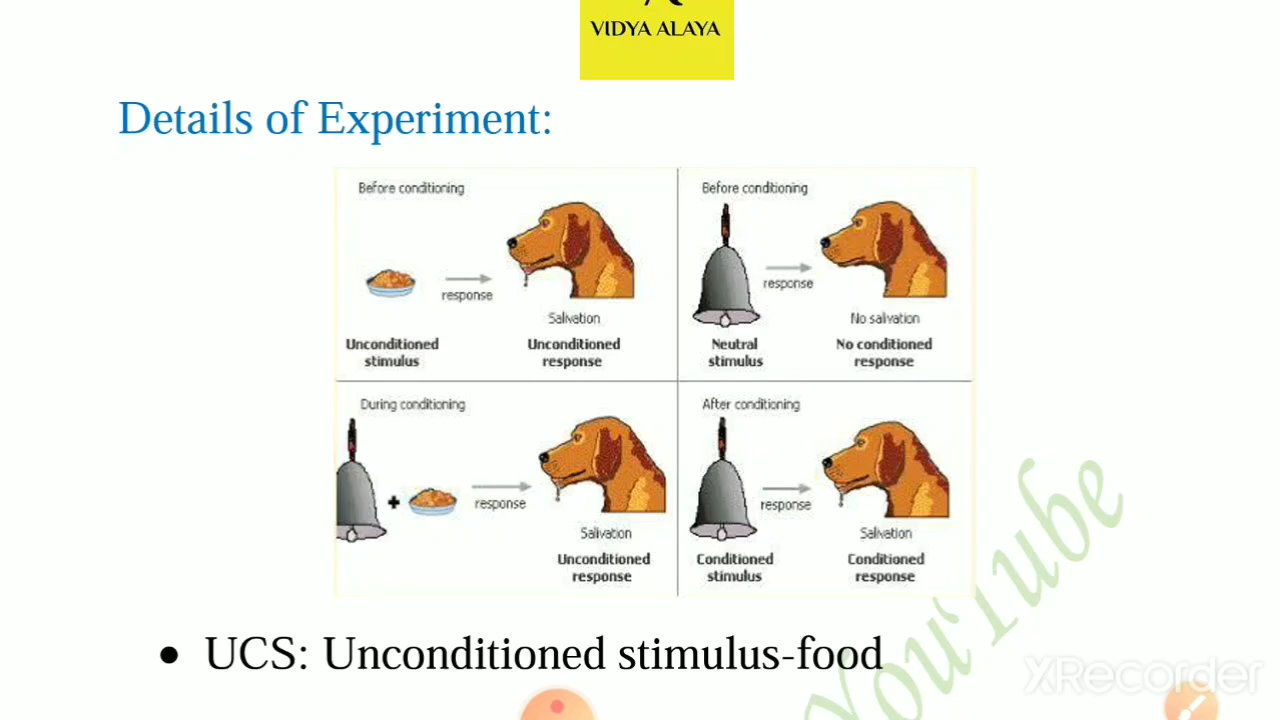 VIDYA ALAYA
Details of Experiment:
Before conditioning
response
Salivation
Unconditioned
stimulus
Unconditioned
response
Before conditioning
response
No salivation
Neutral
stimulus
No conditioned
response
During conditioning
+
response
Salivation
Unconditioned
response
After conditioning
response
Salivation
Conditioned
stimulus
Conditioned
response
• UCS: Unconditioned stimulus-food
YouTube
XRecorder